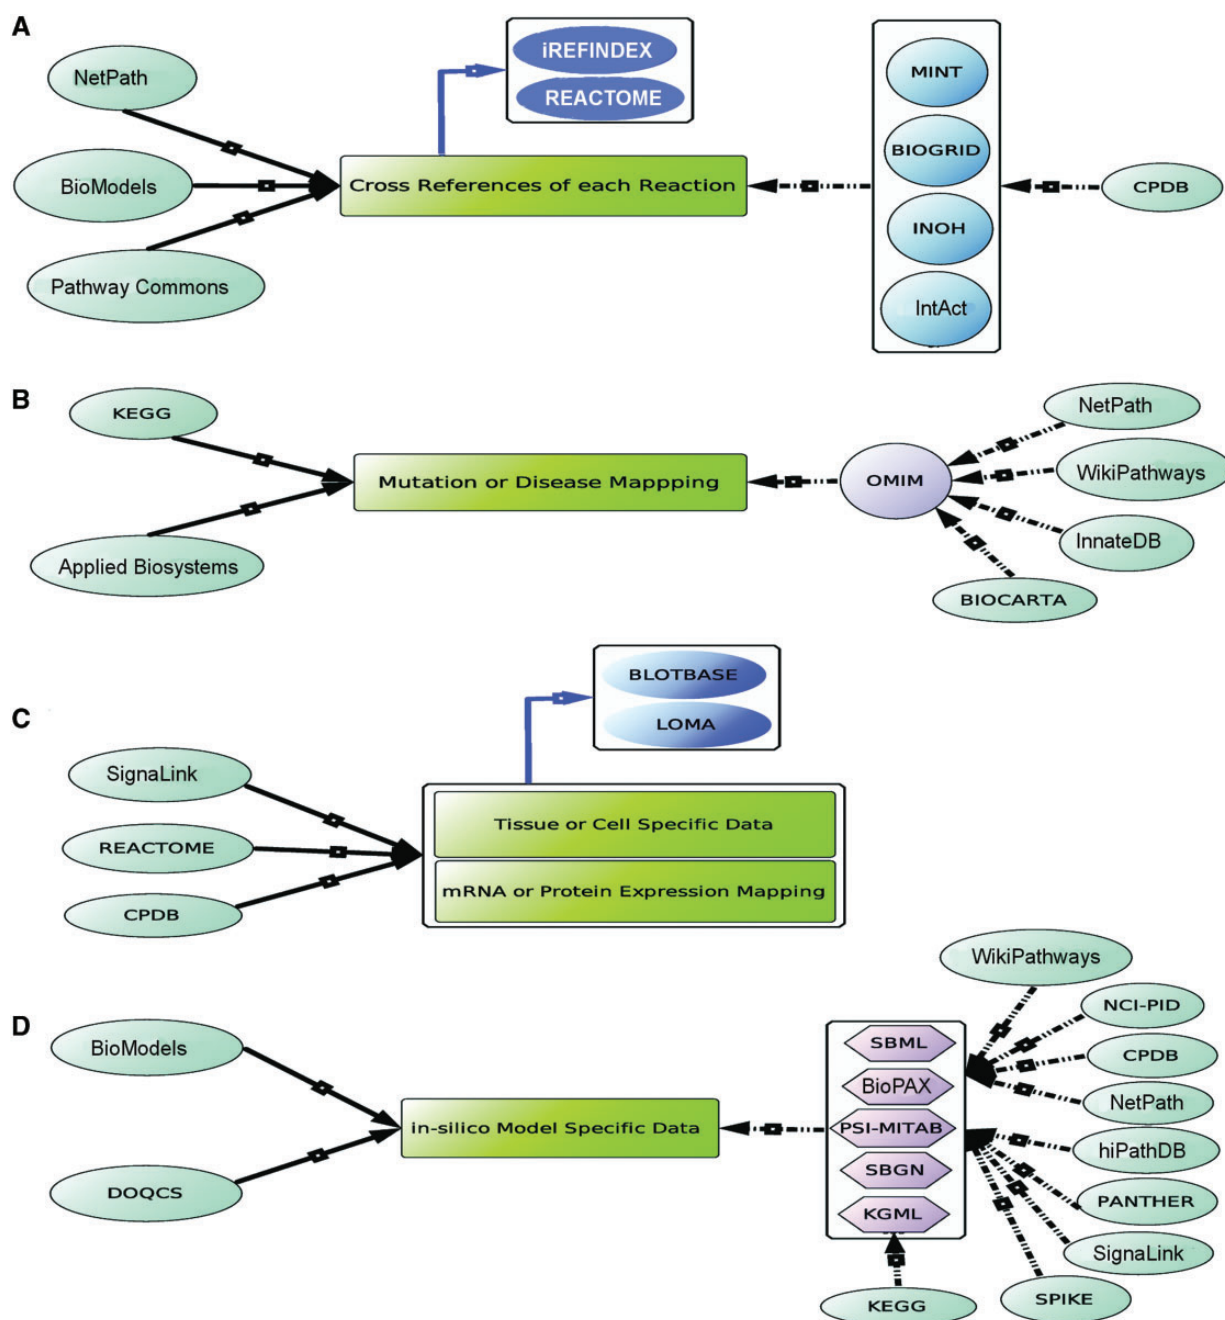 A
NetPath
BioModels
Pathway Commons
iREFINDEX
REACTOME
Cross References of each Reaction
MINT
BIOGRID
INOH
IntAct
CPDB
B
KEGG
Applied Biosystems
Mutation or Disease Mappping
OMIM
NetPath
WikiPathways
InnateDB
BIOCARTA
C
SignaLink
REACTOME
CPDB
BLOTBASE
LOMA
Tissue or Cell Specific Data
mRNA or Protein Expression Mapping
D
BioModels
DOQCS
in-silico Model Specific Data
SBML
BioPAX
PSI-MITAB
SBGN
KGML
WikiPathways
NCI-PID
CPDB
NetPath
hiPathDB
PANTHER
SignaLink
SPIKE
KEGG